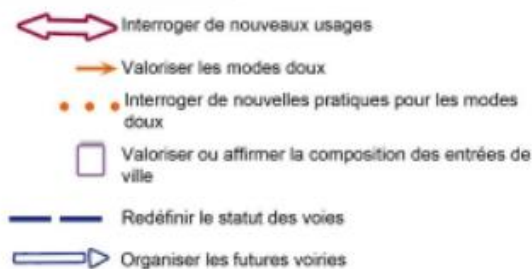 Interroger de nouveaux usages
Valoriser les modes doux
Interroger de nouvelles pratiques pour les modes
doux
Valoriser ou affirmer la composition des entrées de
ville
Redéfinir le statut des voies
Organiser les futures voiries